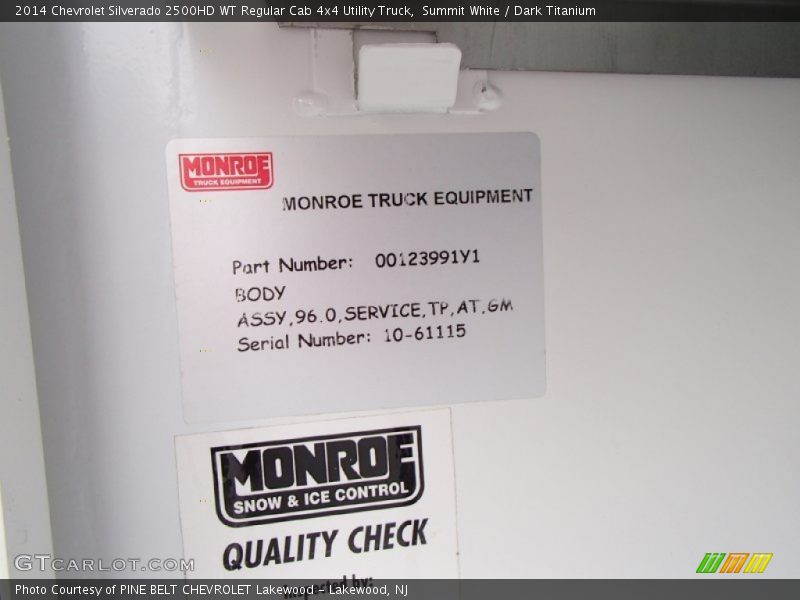 2014 Chevrolet Silverado 2500HD WT Regular Cab 4x4 Utility Truck, Summit White / Dark Titanium
MONROE
TRUCK EQUIPMENT
MONROE TRUCK EQUIPMENT
Part Number: 00123991Y1
BODY
ASSY,96.0,SERVICE,TP,AT,GM
Serial Number: 10-61115
MONROE
SNOW & ICE CONTROL
QUALITY CHECK
Inspected by:
GTCARLOT.COM
Photo Courtesy of PINE BELT CHEVROLET Lakewood - Lakewood, NJ